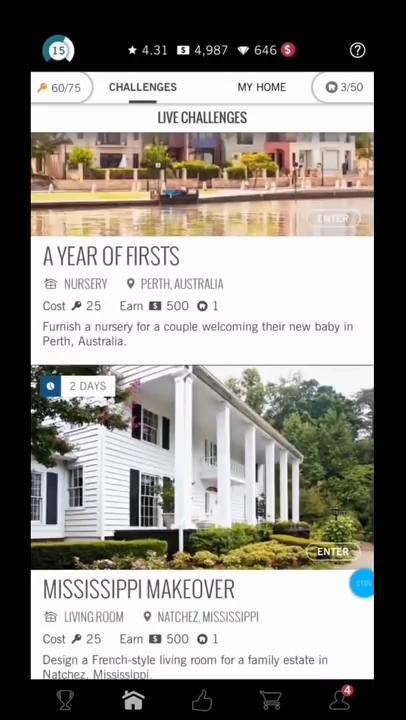 15 4.31 4,987 646 $ ?
60/75 CHALLENGES MY HOME 3/50
LIVE CHALLENGES
ENTER
A YEAR OF FIRSTS
NURSERY PERTH, AUSTRALIA
Cost 25 Earn 500 1
Furnish a nursery for a couple welcoming their new baby in
Perth, Australia.
2 DAYS
ENTER
MISSISSIPPI MAKEOVER
LIVING ROOM NATCHEZ, MISSISSIPPI
Cost 25 Earn 500 1
Design a French-style living room for a family estate in
Natchez, Mississippi.
4